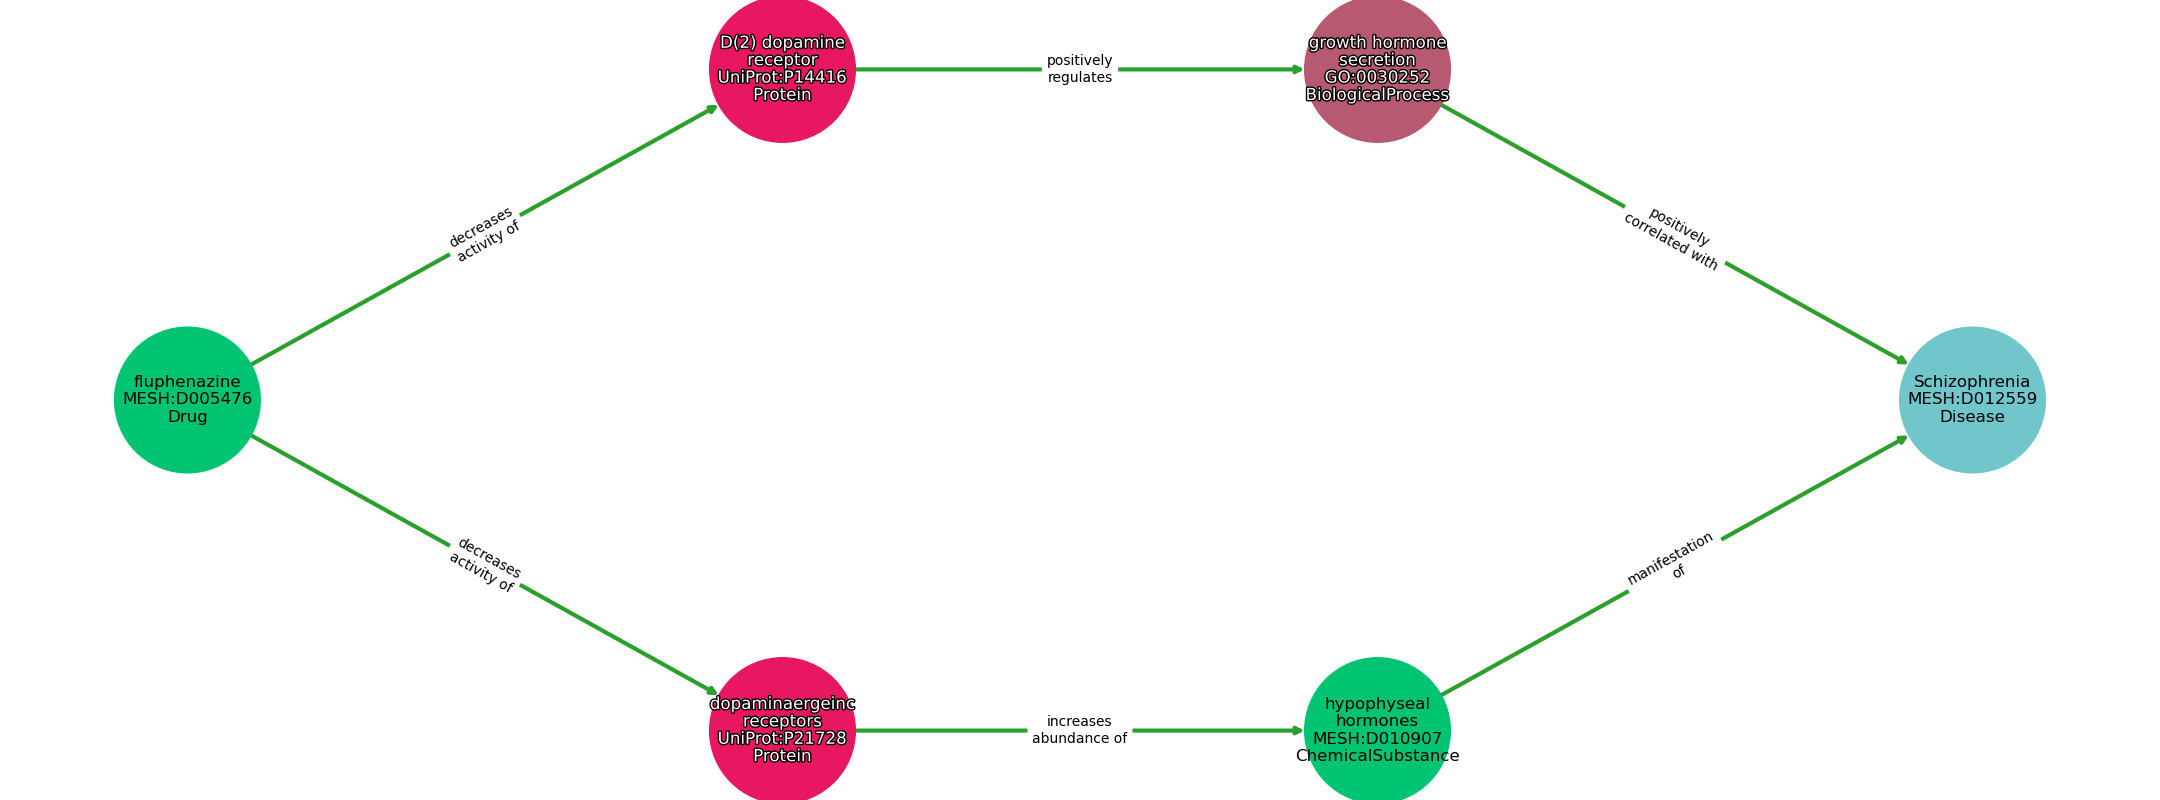 D(2) dopamine
receptor
UniProt:P14416
Protein
positively
regulates
growth hormone
secretion
GO:0030252
BiologicalProcess
decreases
activity of
positively
correlated with
fluphenazine
MESH:D005476
Drug
Schizophrenia
MESH:D012559
Disease
decreases
activity of
manifestation
of
dopaminaergeinc
receptors
UniProt:P21728
Protein
increases
abundance of
hypophyseal
hormones
MESH:D010907
ChemicalSubstance